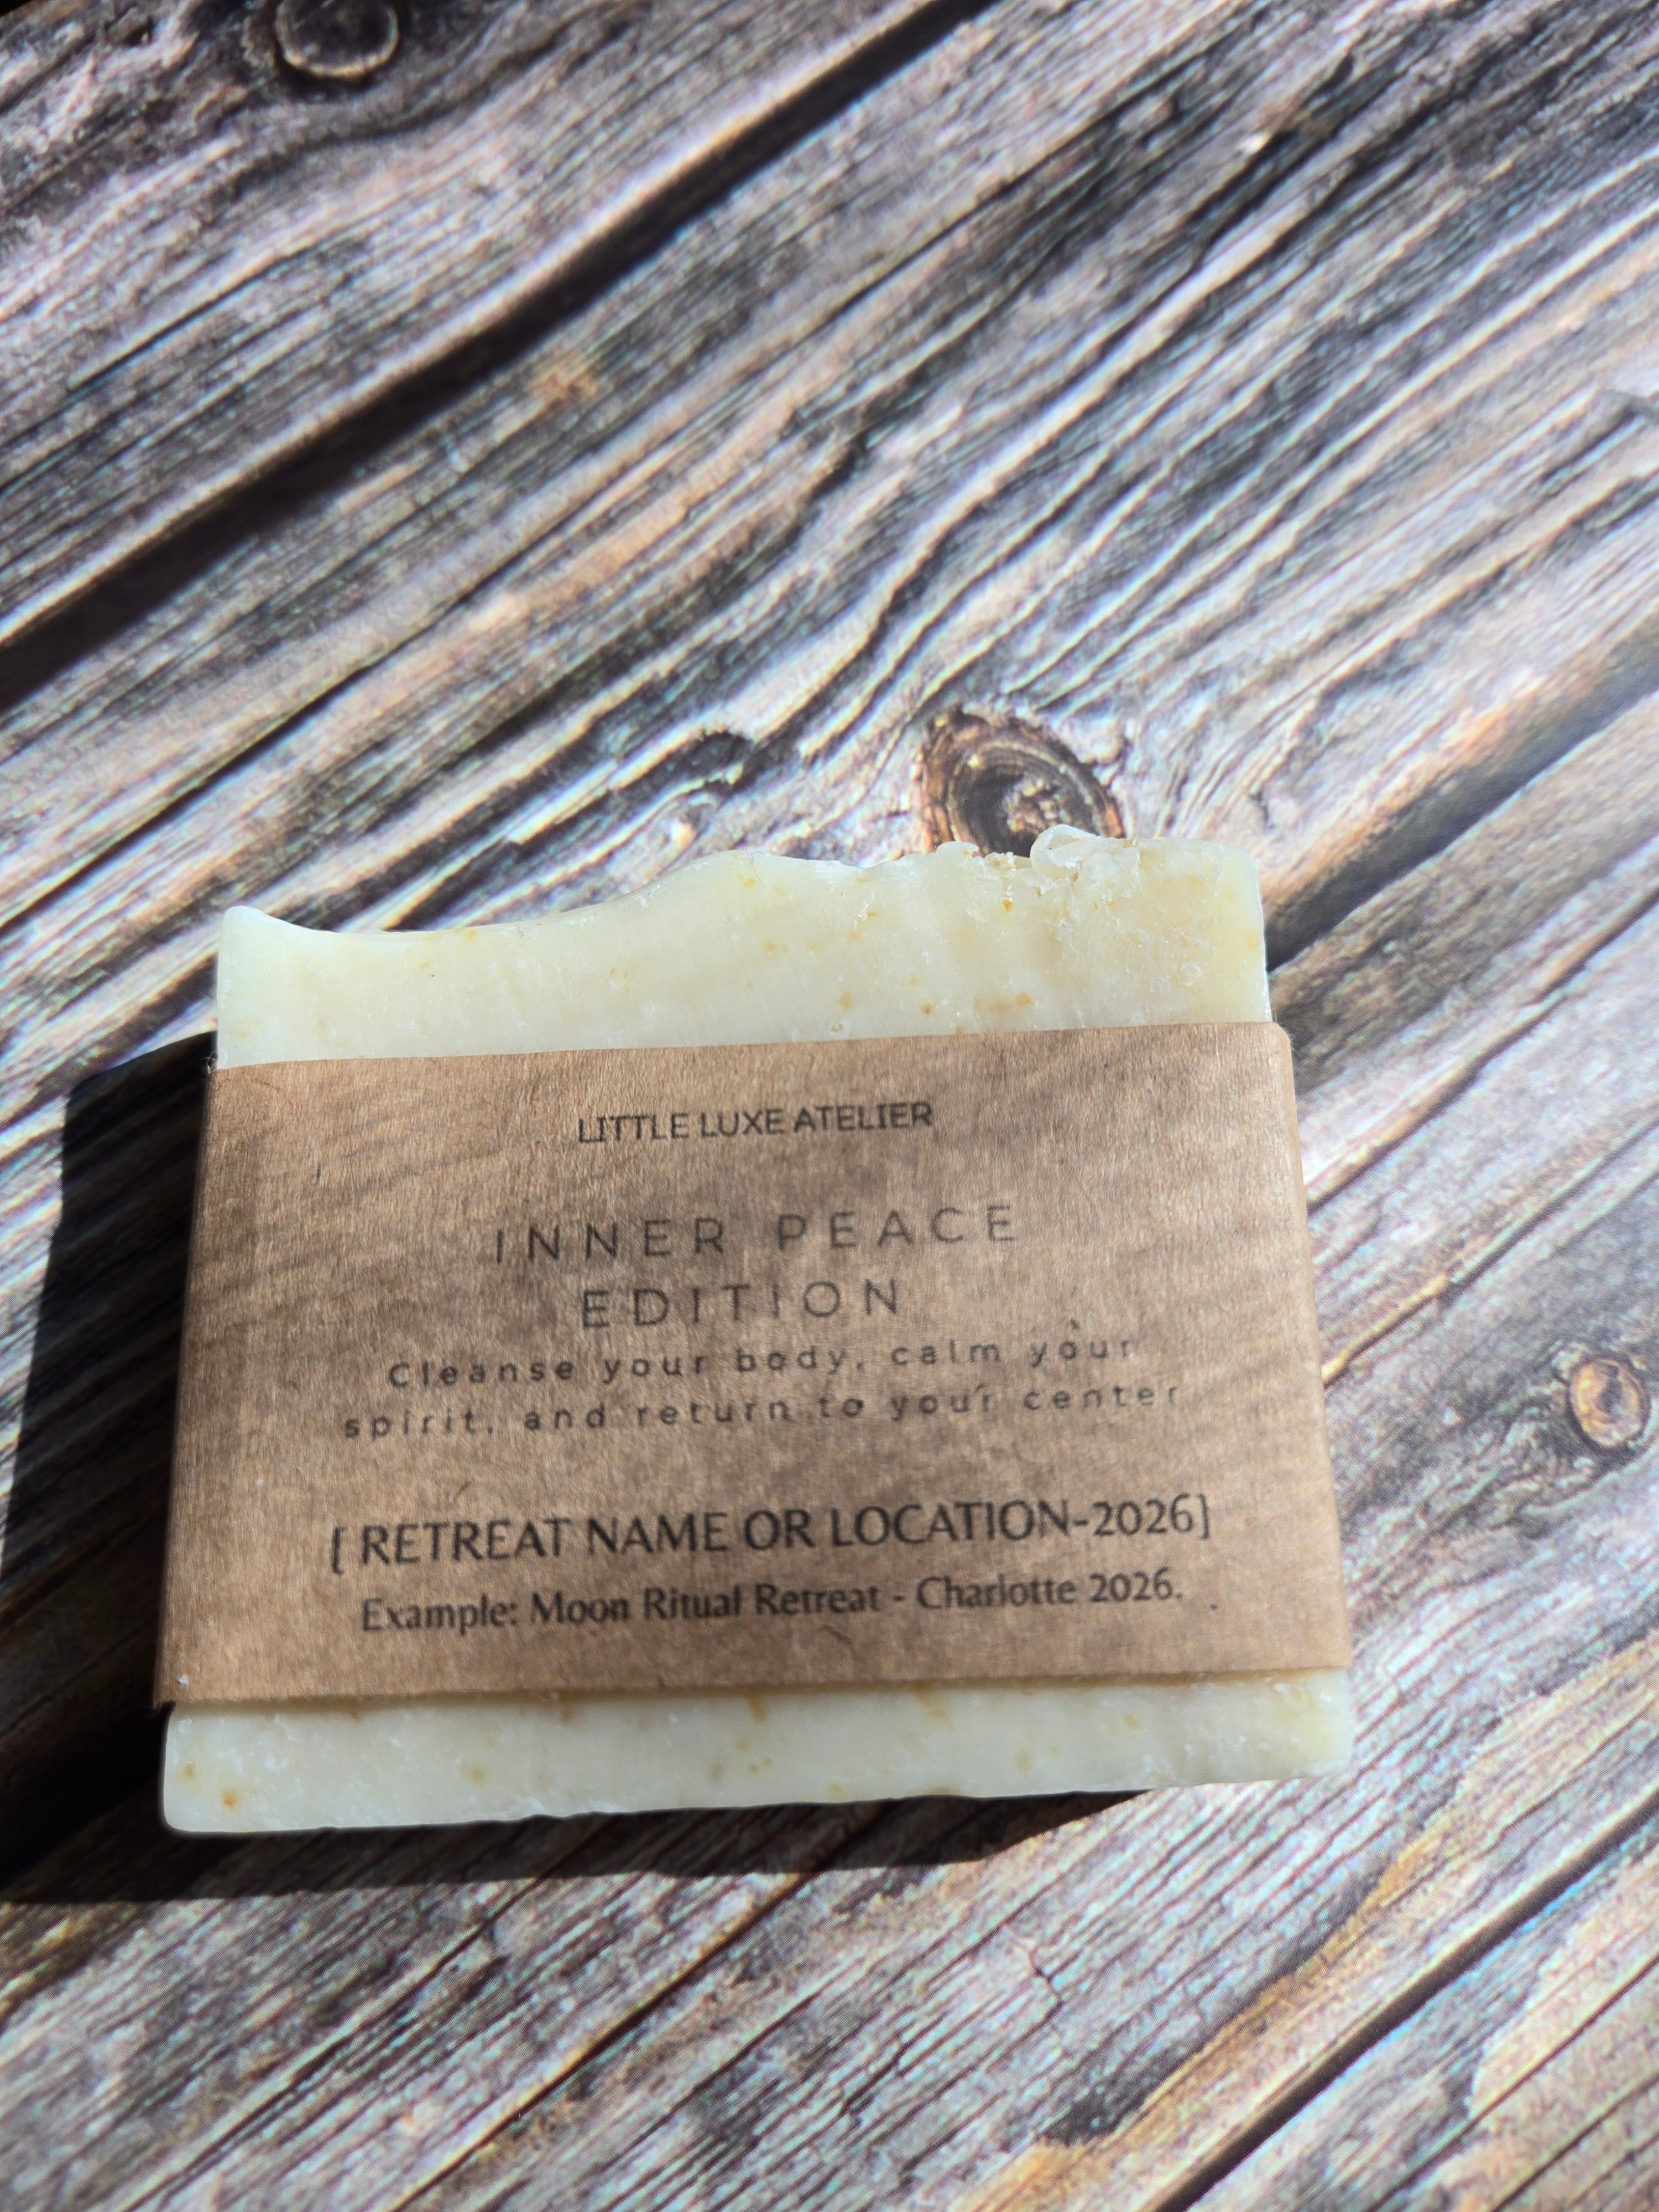 LITTLE LUXE ATELIER
INNER PEACE
EDITION
Cleanse your body, calm your
spirit, and return to your center
[ RETREAT NAME OR LOCATION-2026]
Example: Moon Ritual Retreat - Charlotte 2026.